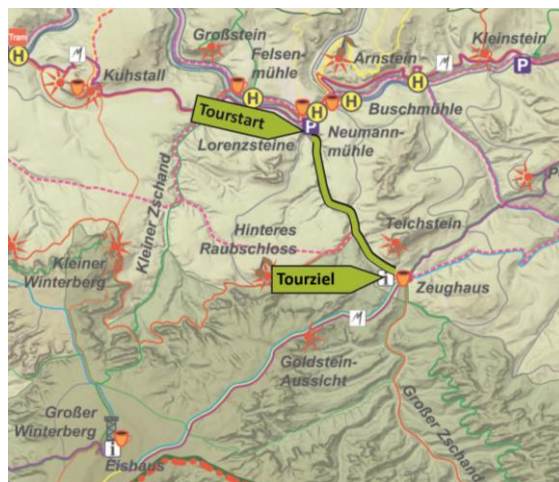 Großstein
Felsen-
mühle
Arnstein
Kleinstein
Tram
H
Kuhstall
H
H
H
H
H
P
Buschmühle
Tourstart
P
Lorenzsteine
Neumann-
mühle
Kleiner Zschand
P
Hinteres
Raubschloss
Teichstein
Kleiner
Winterberg
Tourziel
i
Zeughaus
Goldstein-
Aussicht
Großer Zschand
Großer
Winterberg
i
Eishaus